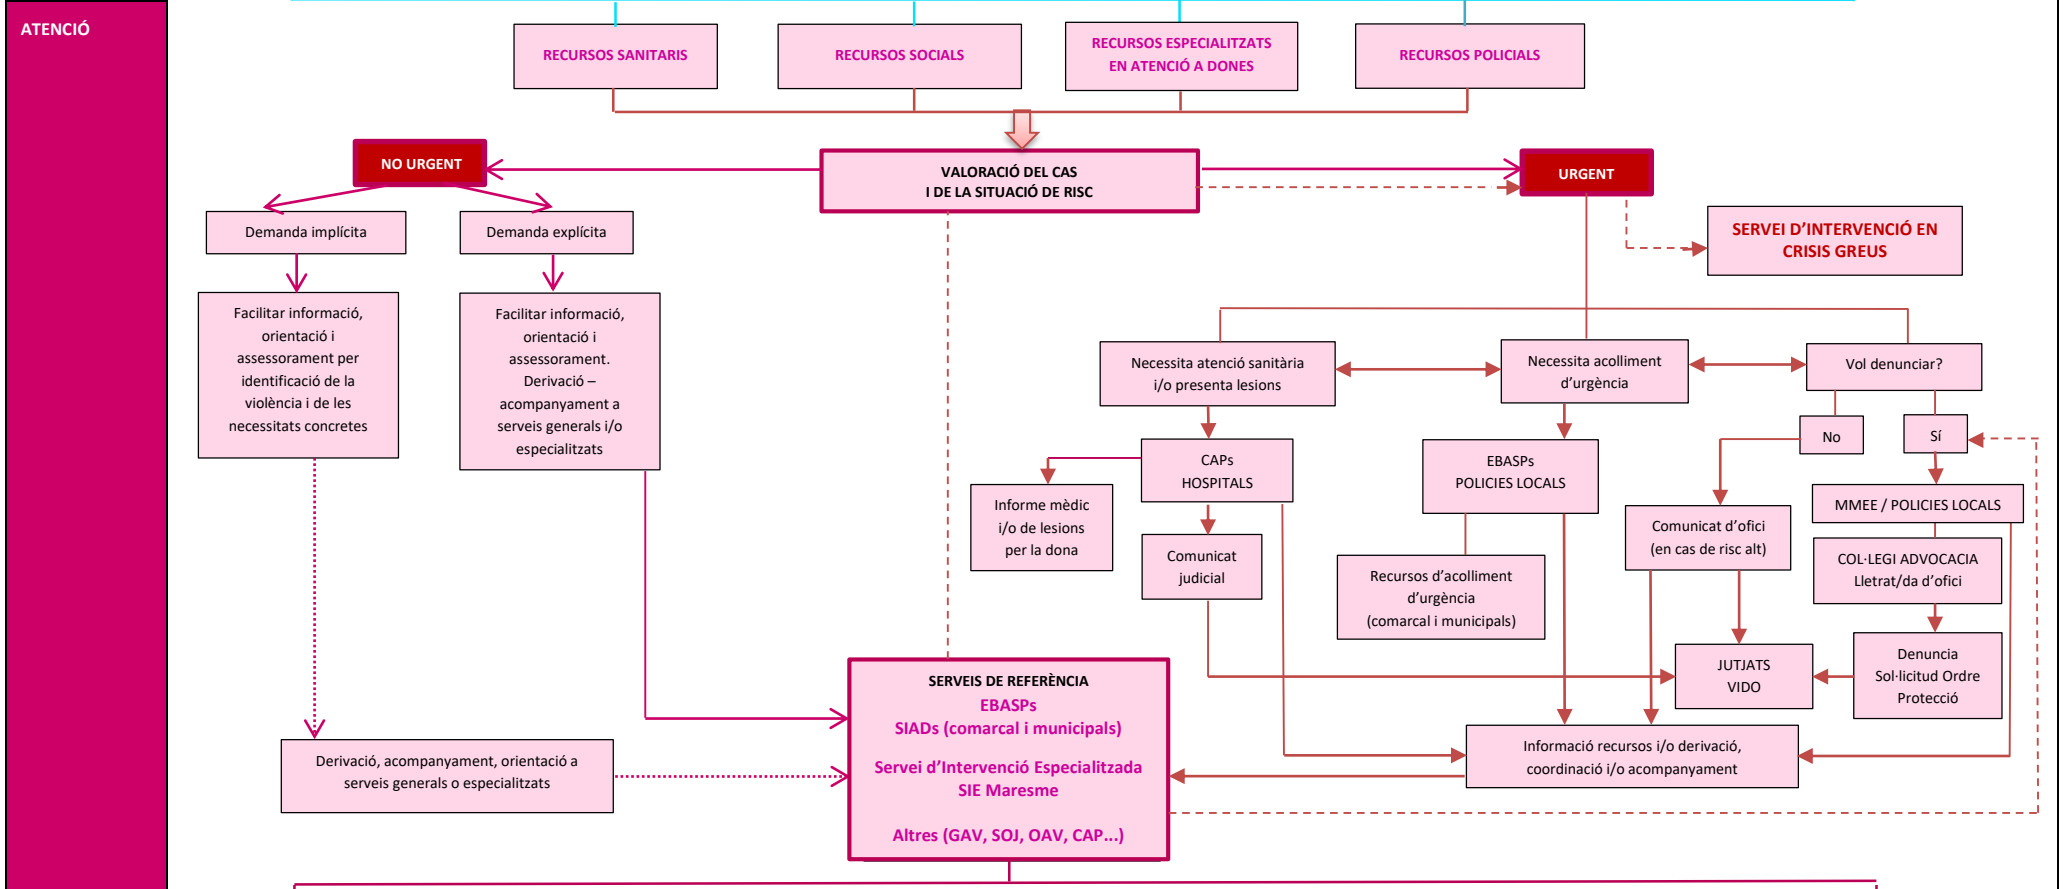 ATENCIÓ
RECURSOS SANITARIS
RECURSOS SOCIALS
RECURSOS ESPECIALITZATS
EN ATENCIÓ A DONES
RECURSOS POLICIALS
NO URGENT
VALORACIÓ DEL CAS
I DE LA SITUACIÓ DE RISC
URGENT
Demanda implícita
Demanda explícita
SERVEI D’INTERVENCIÓ EN
CRISIS GREUS
Facilitar informació,
orientació i
assessorament per
identificació de la
violència i de les
necessitats concretes
Facilitar informació,
orientació i
assessorament.
Derivació –
acompanyament a
serveis generals i/o
especialitzats
Necessita atenció sanitària
i/o presenta lesions
Necessita acolliment
d’urgència
Vol denunciar?
No
Sí
CAPs
HOSPITALS
EBASPs
POLICIES LOCALS
Informe mèdic
i/o de lesions
per la dona
Comunicat
judicial
Recursos d’acolliment
d’urgència
(comarcal i municipals)
Comunicat d’ofici
(en cas de risc alt)
MMEE / POLICIES LOCALS
COL·LEGI ADVOCACIA
Lletrat/da d’ofici
JUTJATS
VIDO
Denuncia
Sol·licitud Ordre
Protecció
SERVEIS DE REFERÈNCIA
EBASPs
SIADs (comarcal i municipals)
Servei d’Intervenció Especialitzada
SIE Maresme
Altres (GAV, SOJ, OAV, CAP...)
Derivació, acompanyament, orientació a
serveis generals o especialitzats
Informació recursos i/o derivació,
coordinació i/o acompanyament